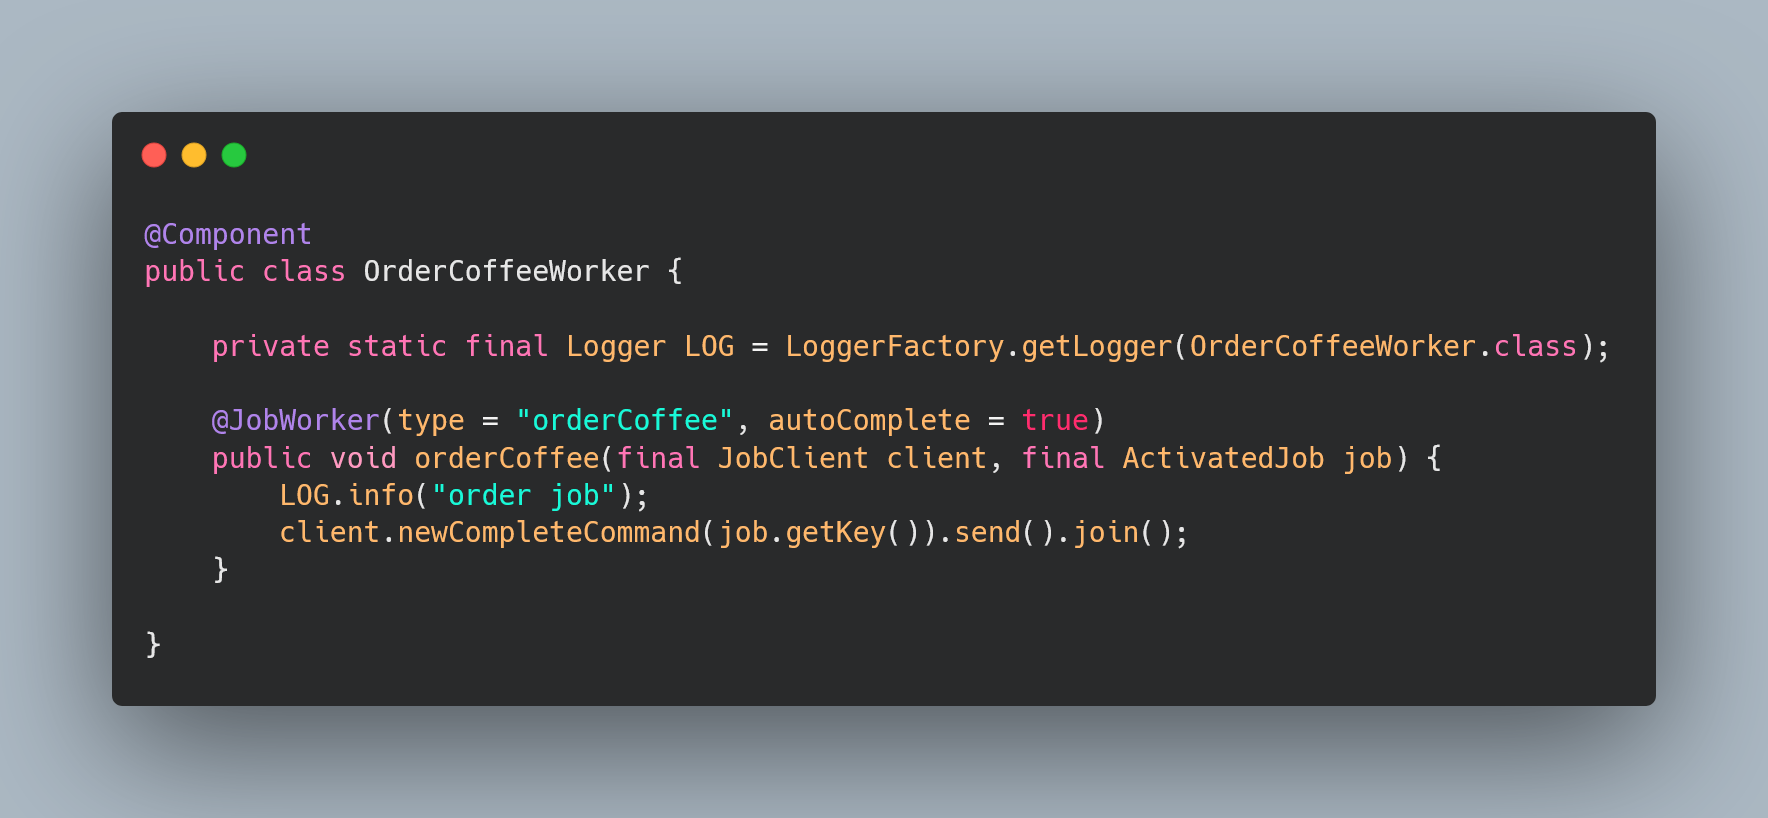 @Component
public class OrderCoffeeWorker {
    private static final Logger LOG = LoggerFactory.getLogger(OrderCoffeeWorker.class);
    @JobWorker(type = "orderCoffee", autoComplete = true)
    public void orderCoffee(final JobClient client, final ActivatedJob job) {
        LOG.info("order job");
        client.newCompleteCommand(job.getKey()).send().join();
    }
}